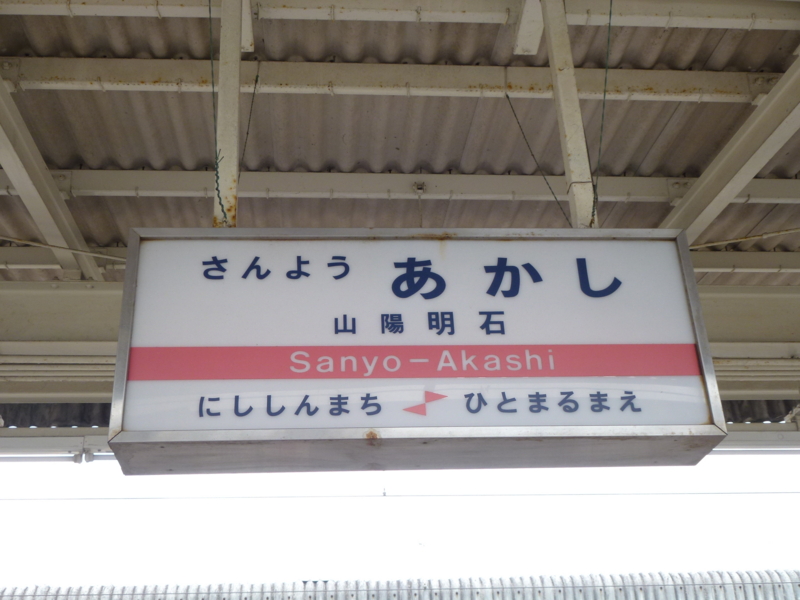 さんよう あかし
山陽明石
Sanyo-Akashi
にししんまち ひとまるまえ